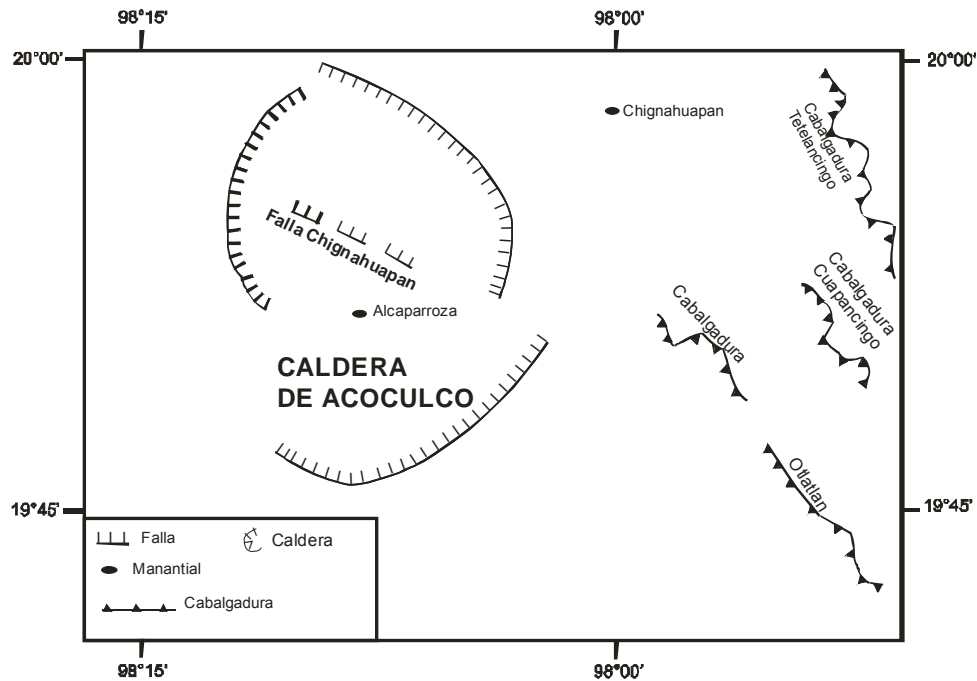 98°15'
98°00'
20°00'
20°00'
Chignahuapan
Cabalgadura
Tetelancingo
Falla Chignahuapan
Cabalgadura
Cuapancingo
Alcaparroza
Cabalgadura
CALDERA
DE ACOCULCO
Otlatlan
19°45'
19°45'
Falla
Caldera
Manantial
Cabalgadura
98°15'
98°00'